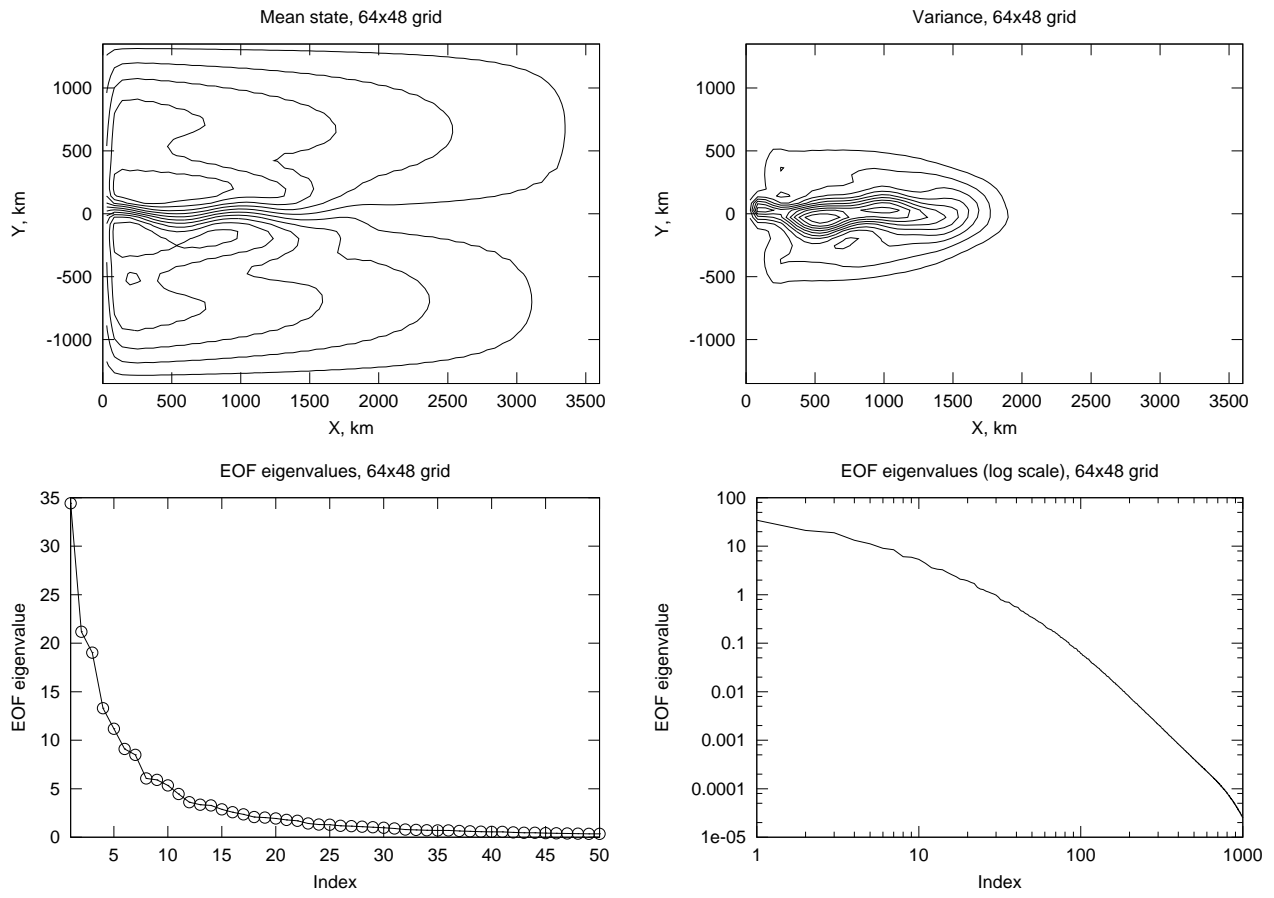 Mean state, 64x48 grid
1000
500
0
-500
-1000
Y, km
0 500 1000 1500 2000 2500 3000 3500
X, km
Variance, 64x48 grid
1000
500
0
-500
-1000
Y, km
0 500 1000 1500 2000 2500 3000 3500
X, km
EOF eigenvalues, 64x48 grid
35
30
25
20
15
10
5
0
EOF eigenvalue
5 10 15 20 25 30 35 40 45 50
Index
EOF eigenvalues (log scale), 64x48 grid
100
10
1
0.1
0.01
0.001
0.0001
1e-05
EOF eigenvalue
1 10 100 1000
Index